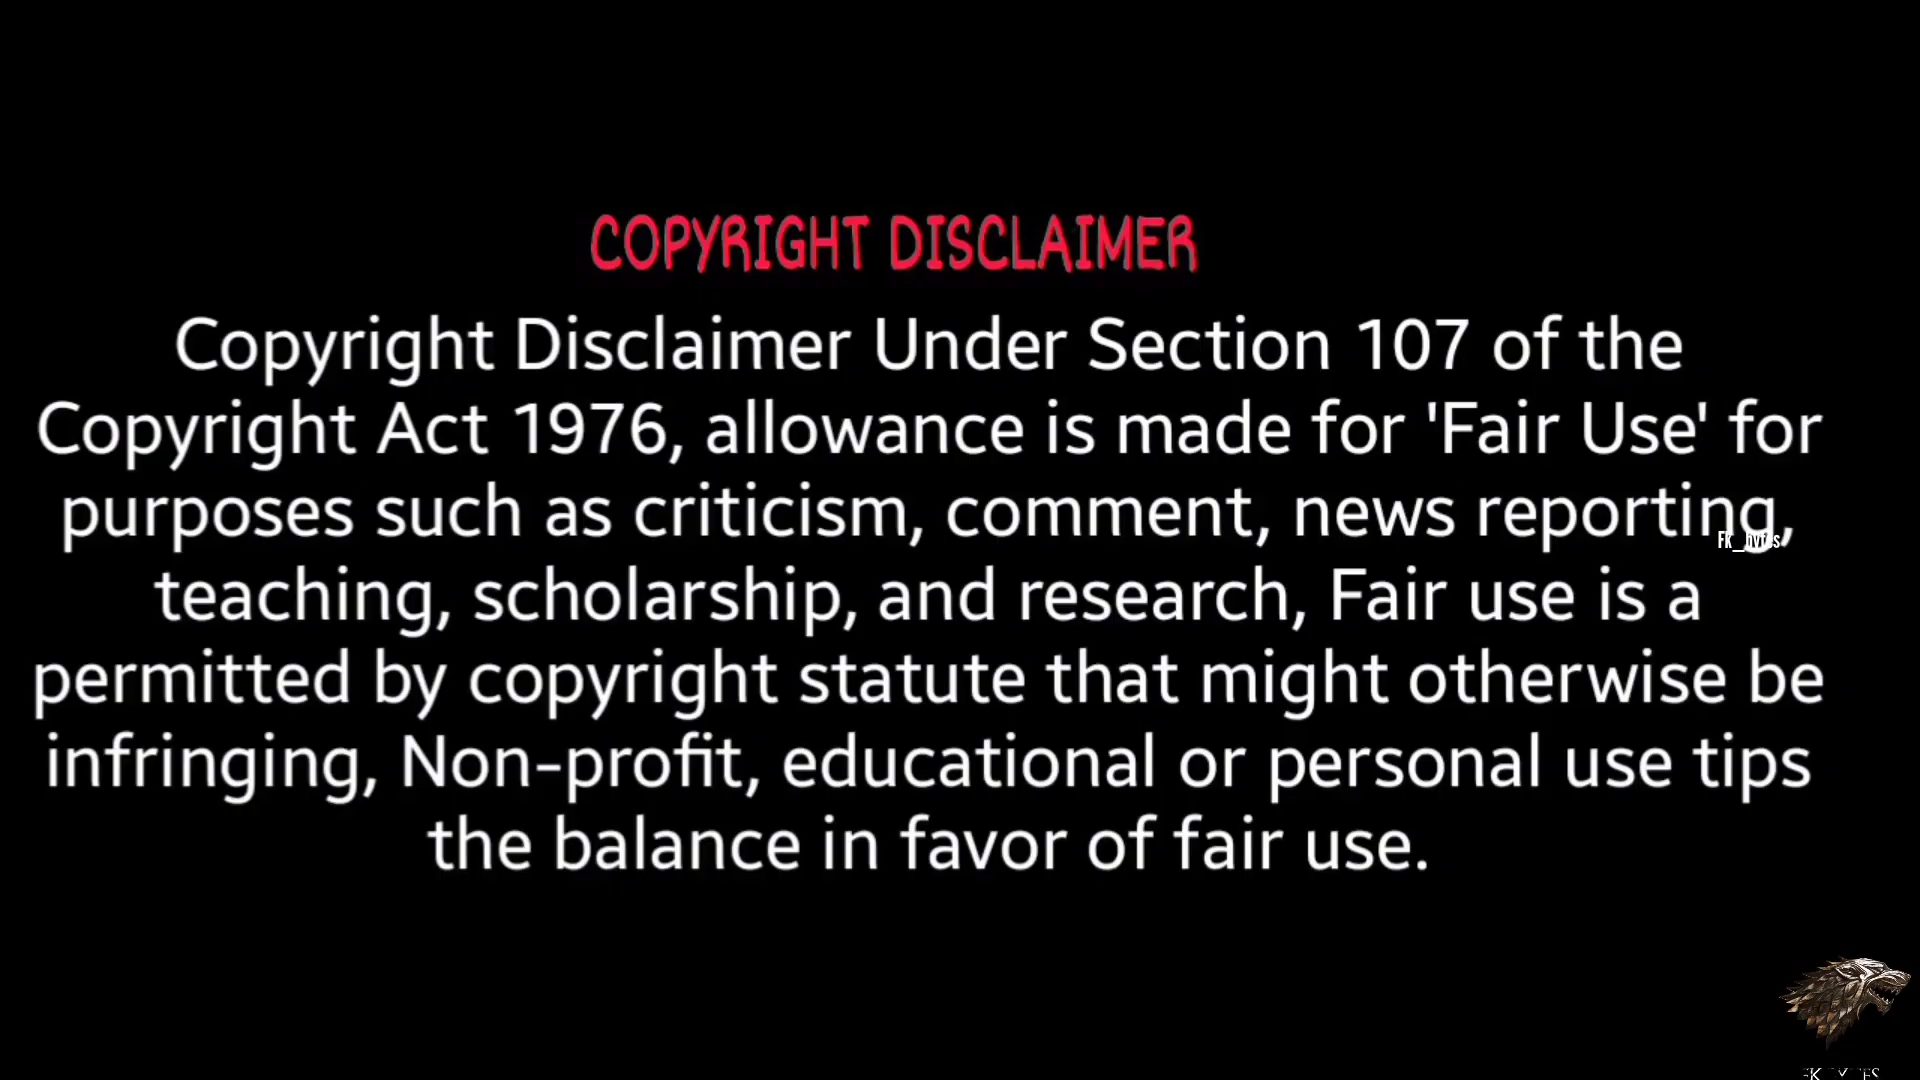 COPYRIGHT DISCLAIMER
Copyright Disclaimer Under Section 107 of the
Copyright Act 1976, allowance is made for 'Fair Use' for
purposes such as criticism, comment, news reporting,
Fk_bytes
teaching, scholarship, and research, Fair use is a
permitted by copyright statute that might otherwise be
infringing, Non-profit, educational or personal use tips
the balance in favor of fair use.